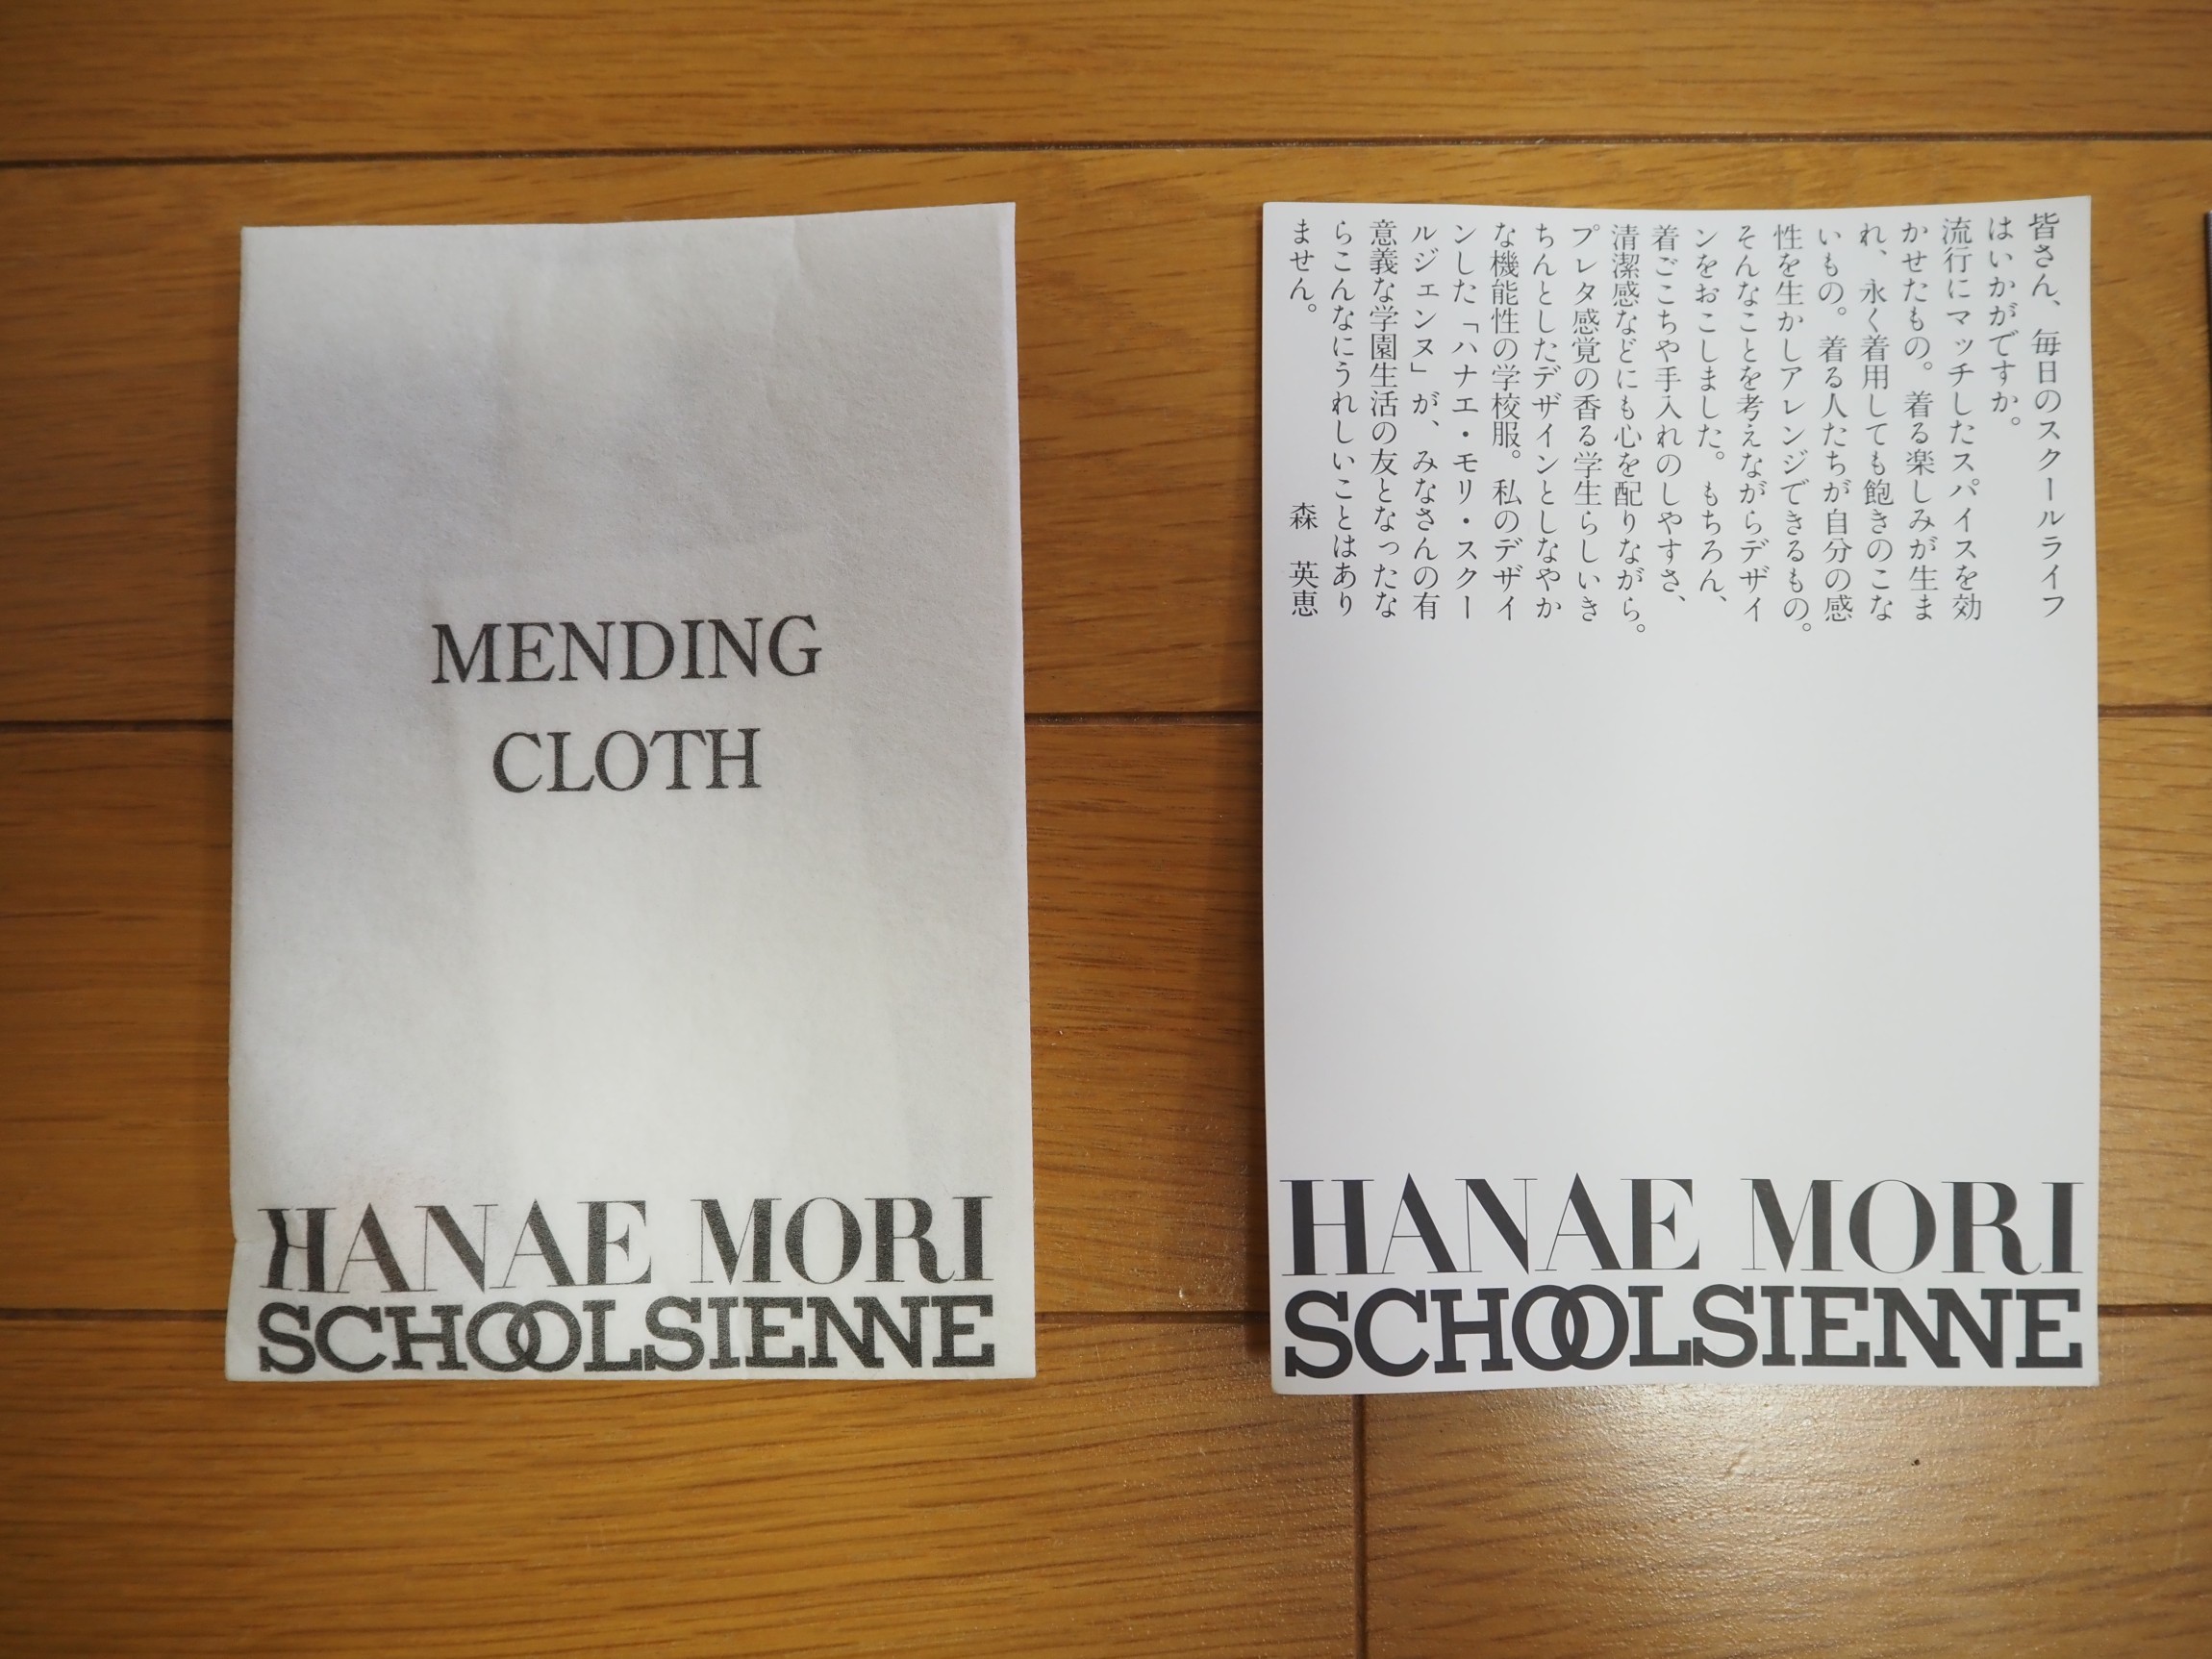 MENDING
CLOTH
HANAE MORI
SCHOOLSIENNE
皆さん、毎日のスクールライフ
はいかがですか。
流行にマッチしたスパイスを効
かせたもの。着る楽しみが生ま
れ、永く着用しても飽きのこな
いもの。着る人たちが自分の感
性を生かしアレンジできるもの。
そんなことを考えながらデザイ
ンをおこしました。もちろん、
着ごこちや手入れのしやすさ、
清潔感などにも心を配りながら。
プレタ感覚の香る学生らしいき
ちんとしたデザインとしなやか
な機能性の学校服。私のデザイ
ンした「ハナエ・モリ・スクー
ルジェンヌ」が、みなさんの有
意義な学園生活の友となったな
らこんなにうれしいことはあり
ません。
森 英恵
HANAE MORI
SCHOOLSIENNE